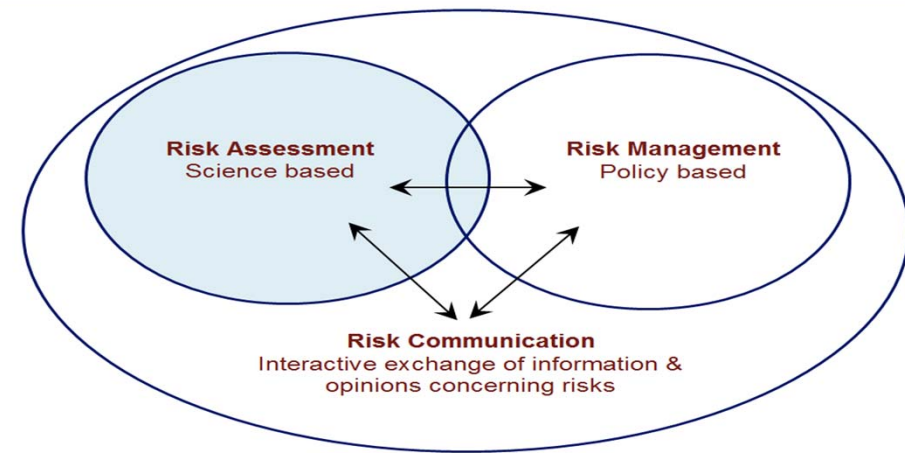 Risk Assessment
Science based
Risk Management
Policy based
Risk Communication
Interactive exchange of information &
opinions concerning risks